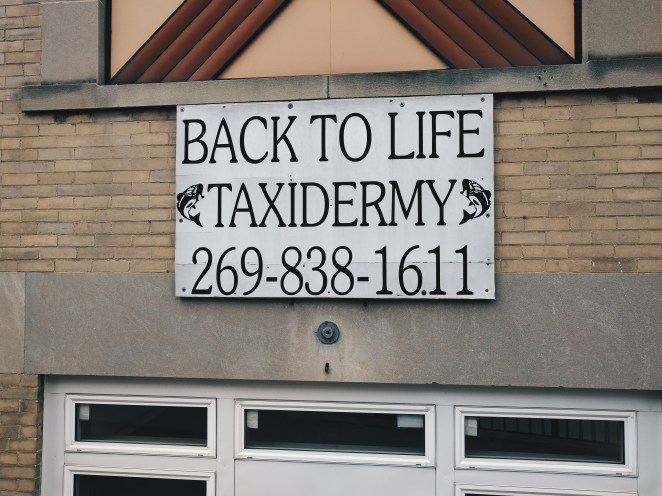 BACK TO LIFE
TAXIDERMY
269-838-1611